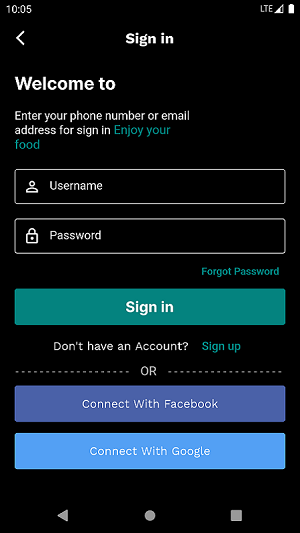 10:05 LTE
Sign in
Welcome to
Enter your phone number or email
address for sign in Enjoy your
food
Username
Password
Forgot Password
Sign in
Don't have an Account? Sign up
OR
Connect With Facebook
Connect With Google